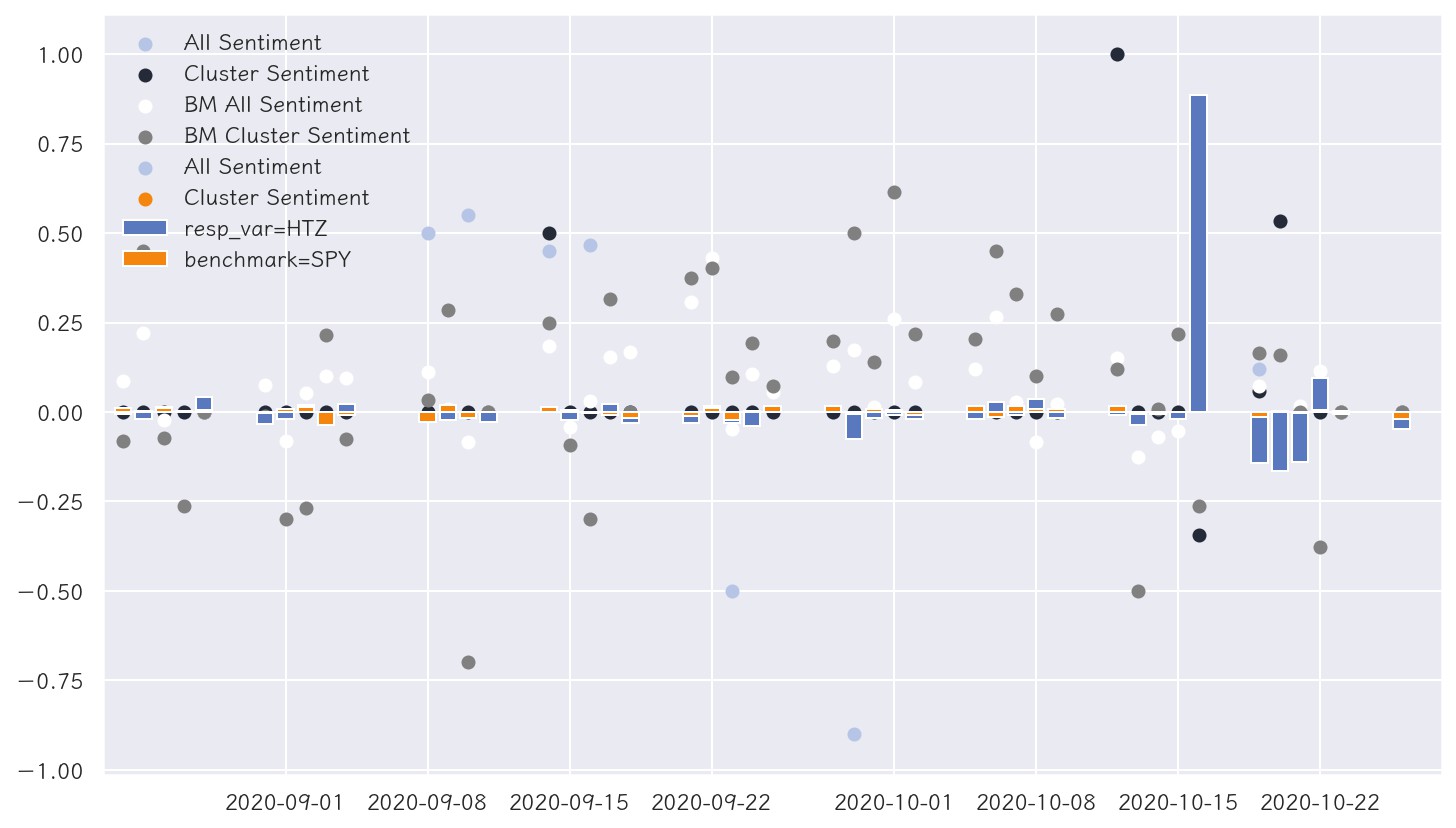 All Sentiment
Cluster Sentiment
BM All Sentiment
BM Cluster Sentiment
All Sentiment
Cluster Sentiment
resp_var=HTZ
benchmark=SPY
1.00
0.75
0.50
0.25
0.00
−0.25
−0.50
−0.75
−1.00
2020-09-01 2020-09-08 2020-09-15 2020-09-22 2020-10-01 2020-10-08 2020-10-15 2020-10-22